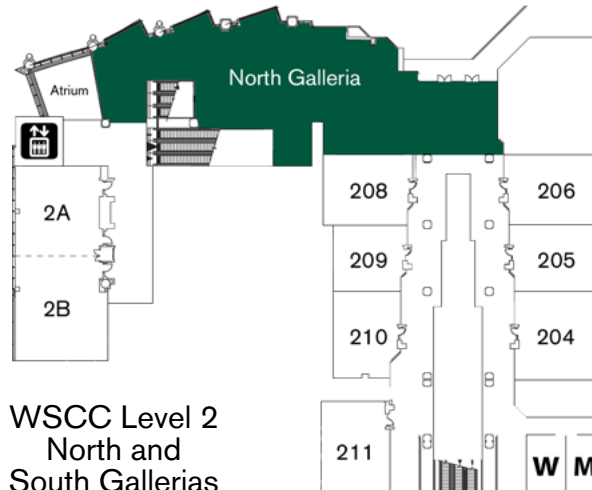 North Galleria
Atrium
208
206
2A
209
205
2B
210
204
WSCC Level 2
North and
South Gallerias
211
W
M